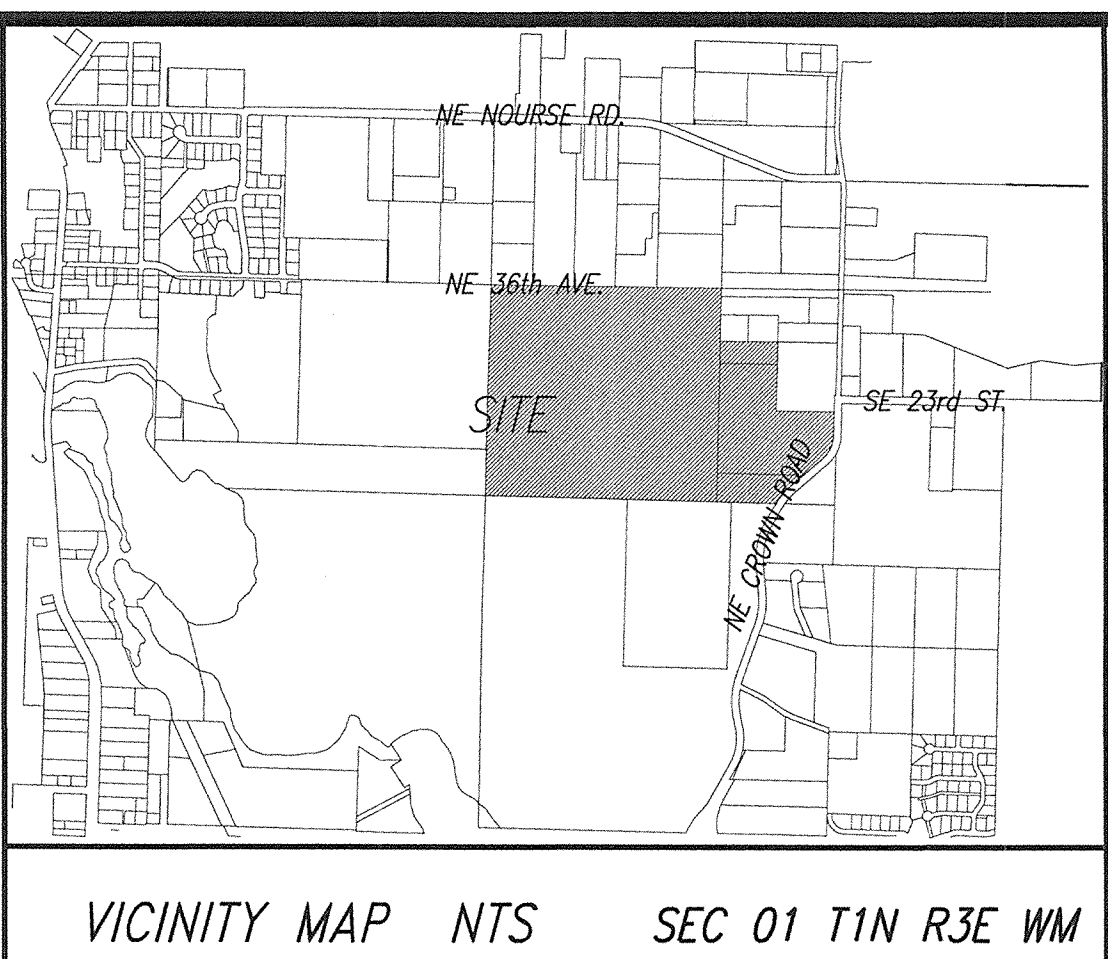 NE NOURSE RD.
NE 36th AVE.
SITE
SE 23rd ST.
NE CROWN ROAD
VICINITY MAP NTS SEC 01 T1N R3E WM